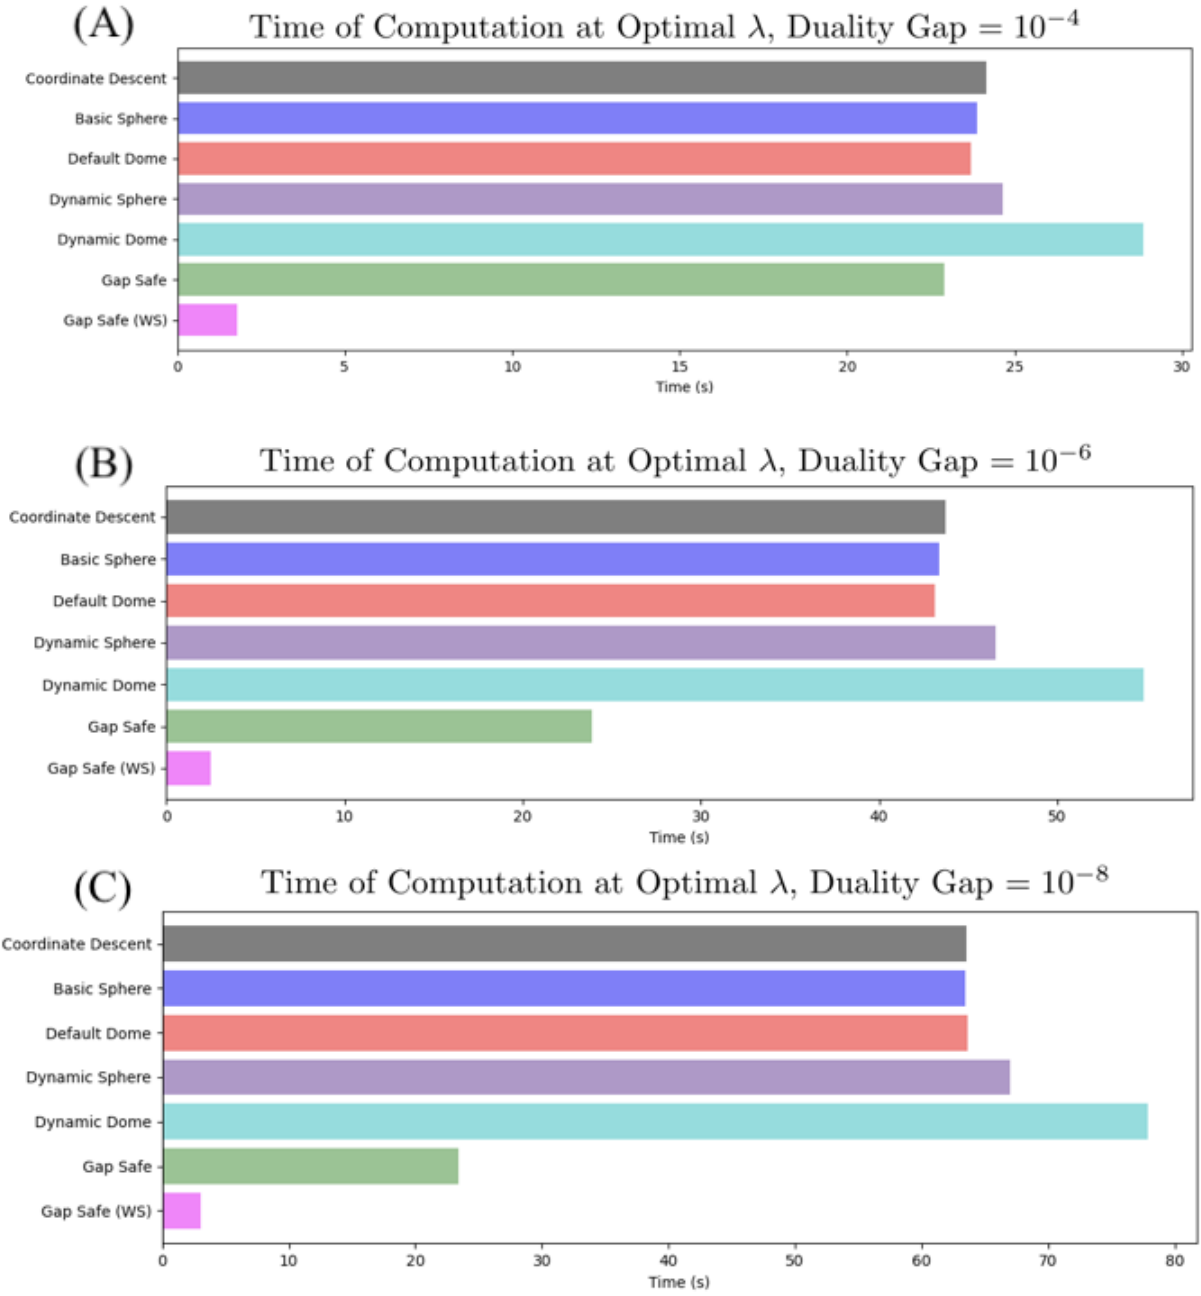 (A) Time of Computation at Optimal λ, Duality Gap = 10⁻⁴
Coordinate Descent
Basic Sphere
Default Dome
Dynamic Sphere
Dynamic Dome
Gap Safe
Gap Safe (WS)
0 5 10 15 20 25 30
Time (s)
(B) Time of Computation at Optimal λ, Duality Gap = 10⁻⁶
Coordinate Descent
Basic Sphere
Default Dome
Dynamic Sphere
Dynamic Dome
Gap Safe
Gap Safe (WS)
0 10 20 30 40 50
Time (s)
(C) Time of Computation at Optimal λ, Duality Gap = 10⁻⁸
Coordinate Descent
Basic Sphere
Default Dome
Dynamic Sphere
Dynamic Dome
Gap Safe
Gap Safe (WS)
0 10 20 30 40 50 60 70 80
Time (s)